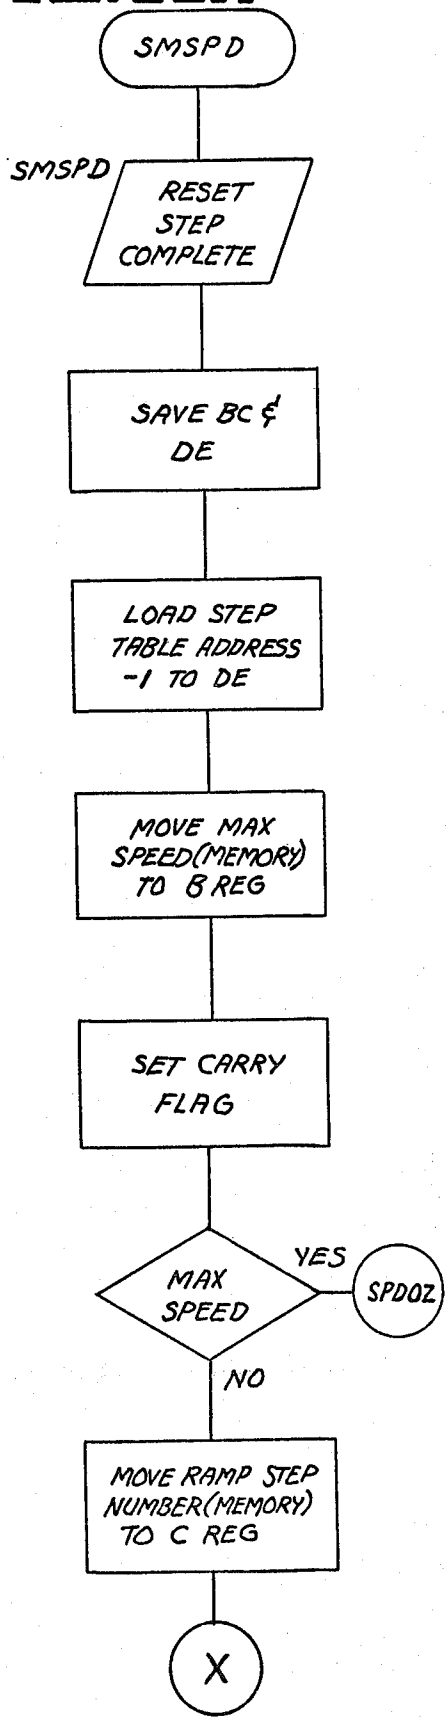 SMSPD
SMSPD
RESET
STEP
COMPLETE
SAVE BC &
DE
LOAD STEP
TABLE ADDRESS
-1 TO DE
MOVE MAX
SPEED(MEMORY)
TO B REG
SET CARRY
FLAG
MAX
SPEED
YES
SPD02
NO
MOVE RAMP STEP
NUMBER(MEMORY)
TO C REG
X